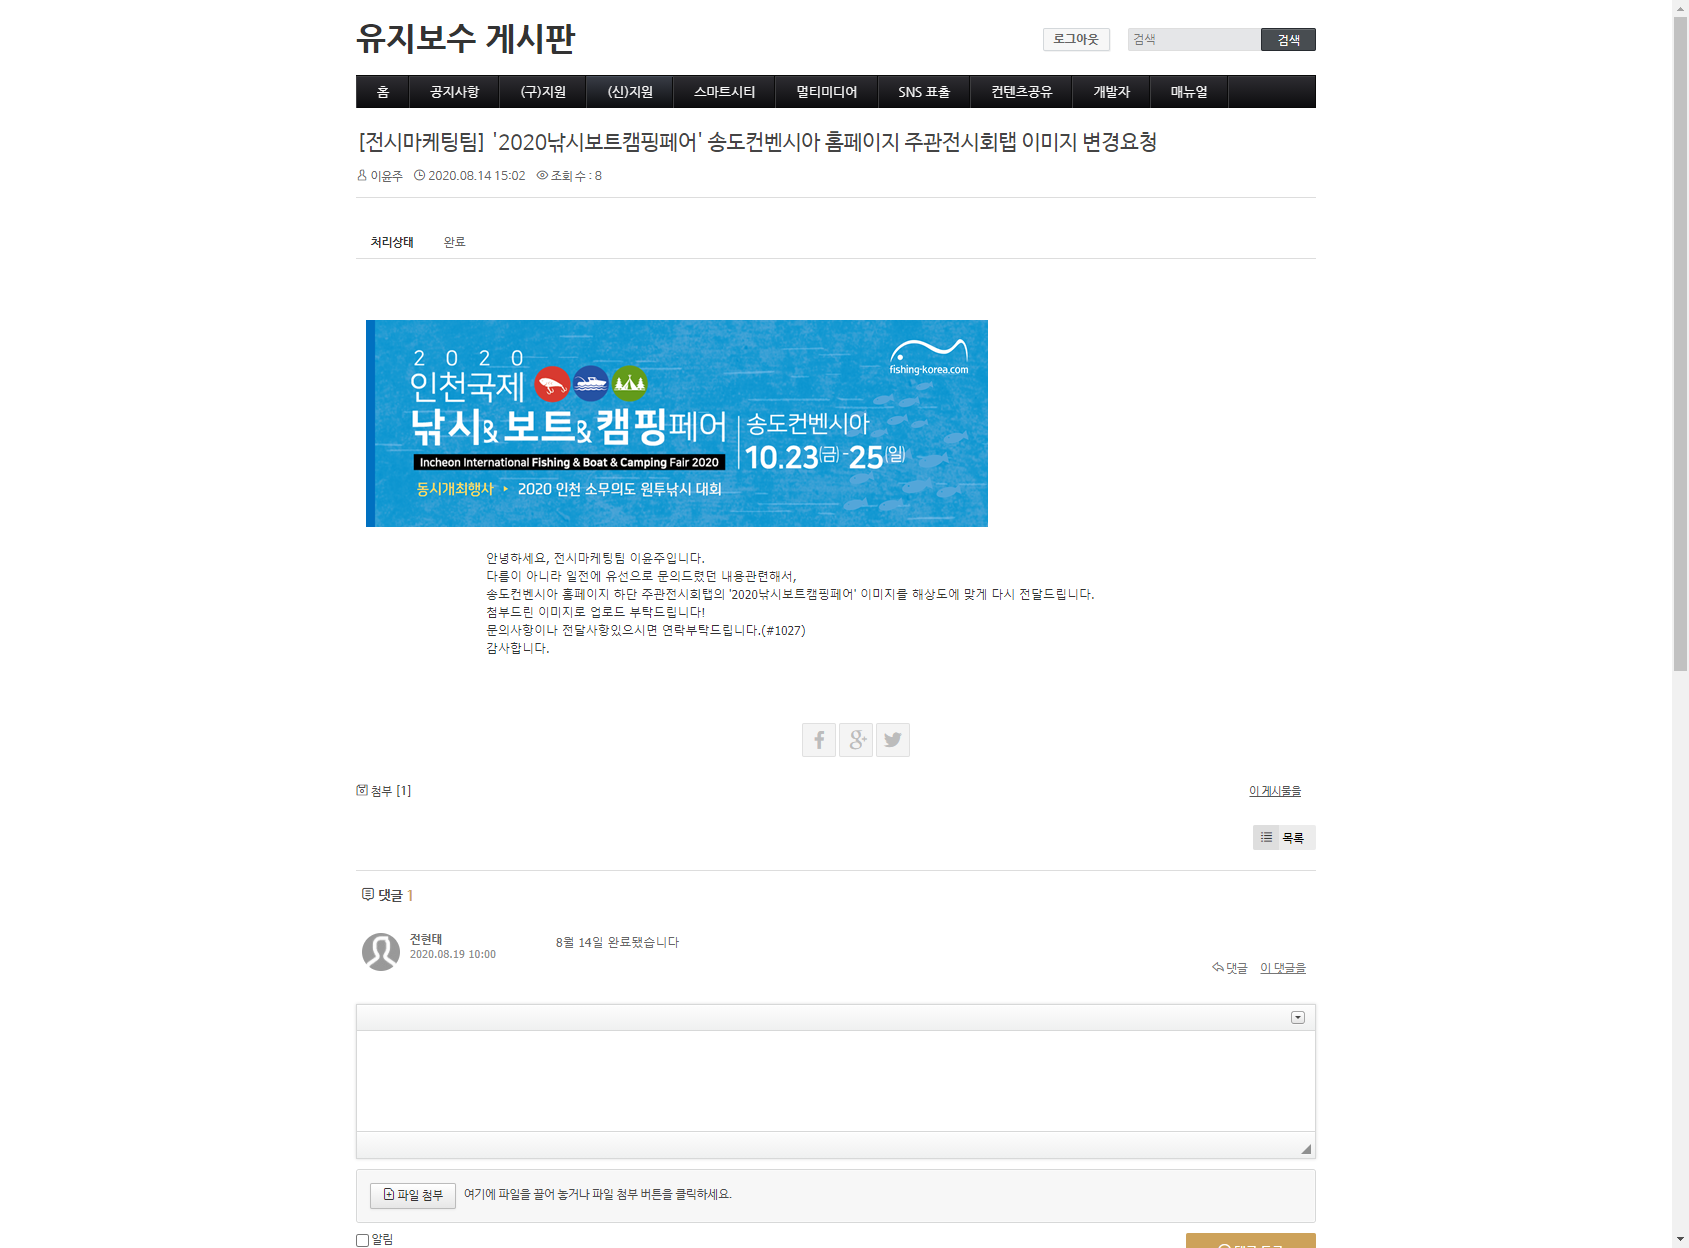 유지보수 게시판
로그아웃 검색 검색
홈 공지사항 (구)지원 (신)지원 스마트시티 멀티미디어 SNS 표출 컨텐츠공유 개발자 매뉴얼
[전시마케팅팀] '2020낚시보트캠핑페어' 송도컨벤시아 홈페이지 주관전시회탭 이미지 변경요청
이윤주 2020.08.14 15:02 조회 수 : 8
처리상태 완료
2020
인천국제
낚시&보트&캠핑페어
Incheon International Fishing & Boat & Camping Fair 2020
동시개최행사 ▶ 2020 인천 소무의도 원투낚시 대회
송도컨벤시아
10.23(금)-25(일)
fishing-korea.com
안녕하세요, 전시마케팅팀 이윤주입니다.
다름이 아니라 일전에 유선으로 문의드렸던 내용관련해서,
송도컨벤시아 홈페이지 하단 주관전시회탭의 '2020낚시보트캠핑페어' 이미지를 해상도에 맞게 다시 전달드립니다.
첨부드린 이미지로 업로드 부탁드립니다!
문의사항이나 전달사항있으시면 연락부탁드립니다.(#1027)
감사합니다.
첨부 [1] 이 게시물을
목록
댓글 1
전현태 8월 14일 완료됐습니다
2020.08.19 10:00
댓글 이 댓글을
파일 첨부 여기에 파일을 끌어 놓거나 파일 첨부 버튼을 클릭하세요.
알림